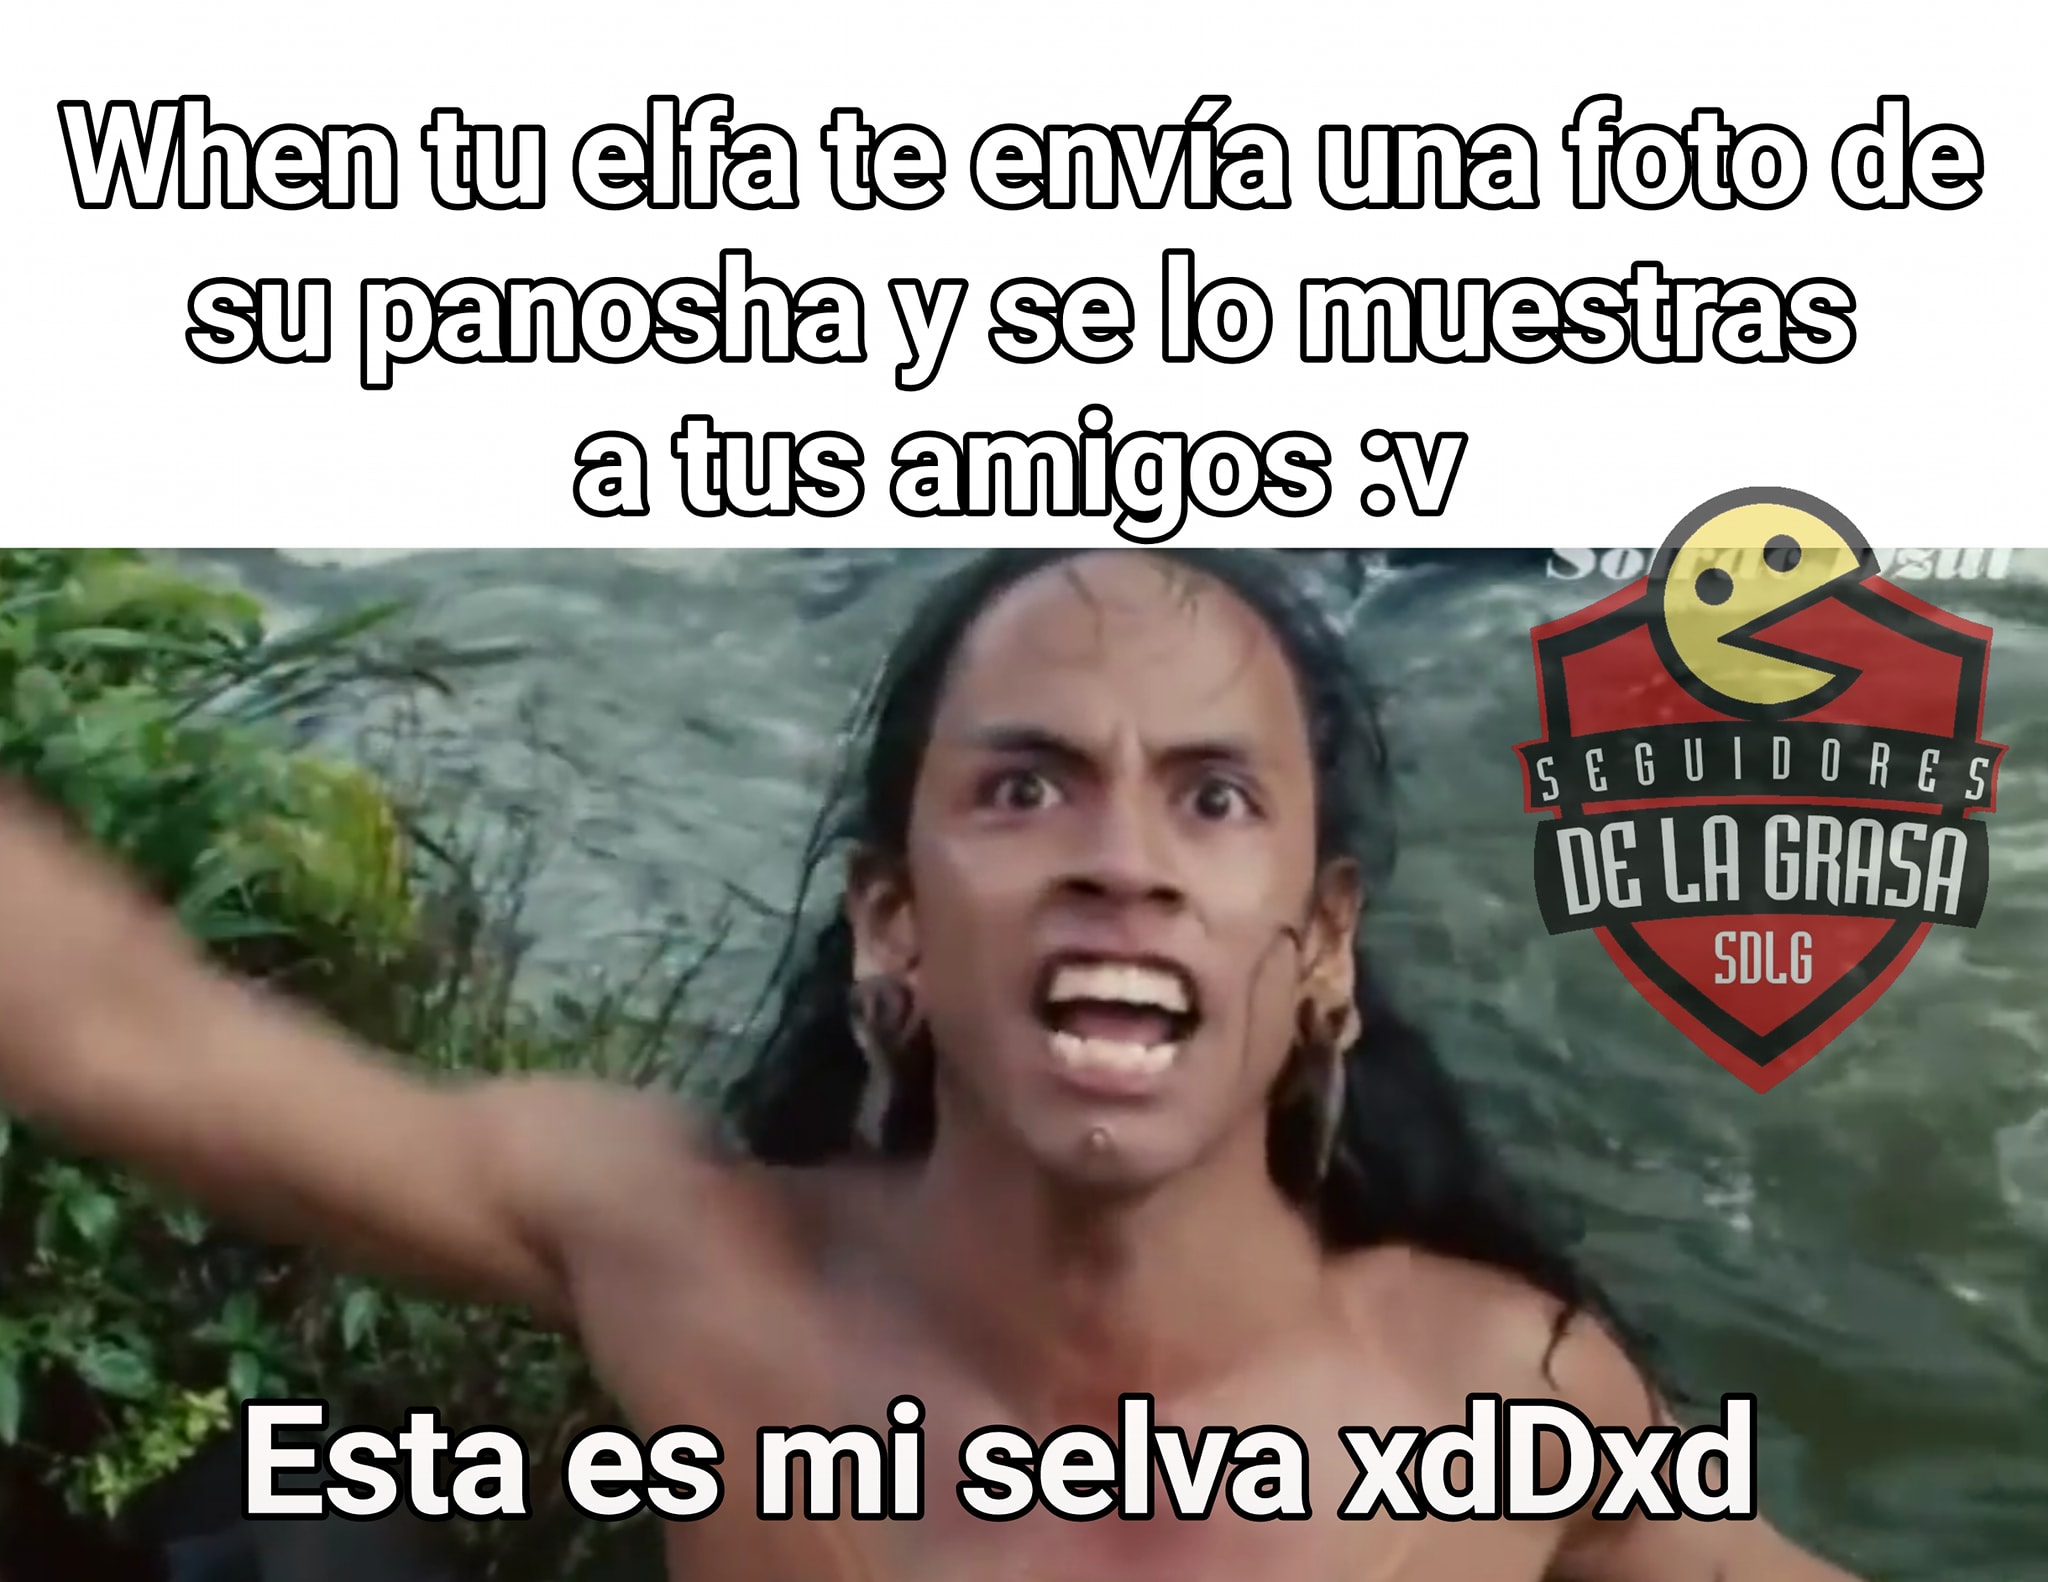 When tu elfa te envía una foto de
su panosha y se lo muestras
a tus amigos :v
SEGUIDORES
DE LA GRASA
SDLG
Esta es mi selva xdDxd